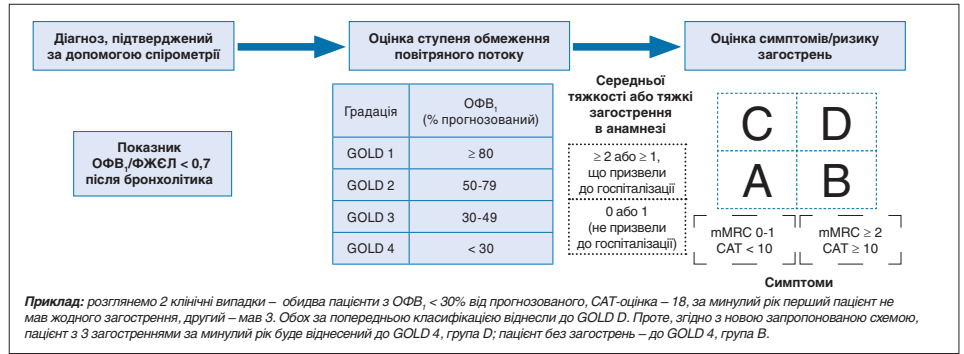 Діагноз, підтверджений
за допомогою спірометрії
Оцінка ступеня обмеження
повітряного потоку
Оцінка симптомів/ризику
загострень
Показник
ОФВ₁/ФЖЄЛ < 0,7
після бронхолітика
Градація
ОФВ₁
(% прогнозований)
GOLD 1
≥ 80
GOLD 2
50-79
GOLD 3
30-49
GOLD 4
< 30
Середньої
тяжкості або тяжкі
загострення
в анамнезі
≥ 2 або ≥ 1,
що призвели
до госпіталізації
0 або 1
(не призвели
до госпіталізації)
C
D
A
B
mMRC 0-1
CAT < 10
mMRC ≥ 2
CAT ≥ 10
Симптоми
Приклад: розглянемо 2 клінічні випадки – обидва пацієнти з ОФВ₁ < 30% від прогнозованого, САТ-оцінка – 18, за минулий рік перший пацієнт не
мав жодного загострення, другий – мав 3. Обох за попередньою класифікацією віднесли до GOLD D. Проте, згідно з новою запропонованою схемою,
пацієнт з 3 загостреннями за минулий рік буде віднесений до GOLD 4, група D; пацієнт без загострень – до GOLD 4, група В.